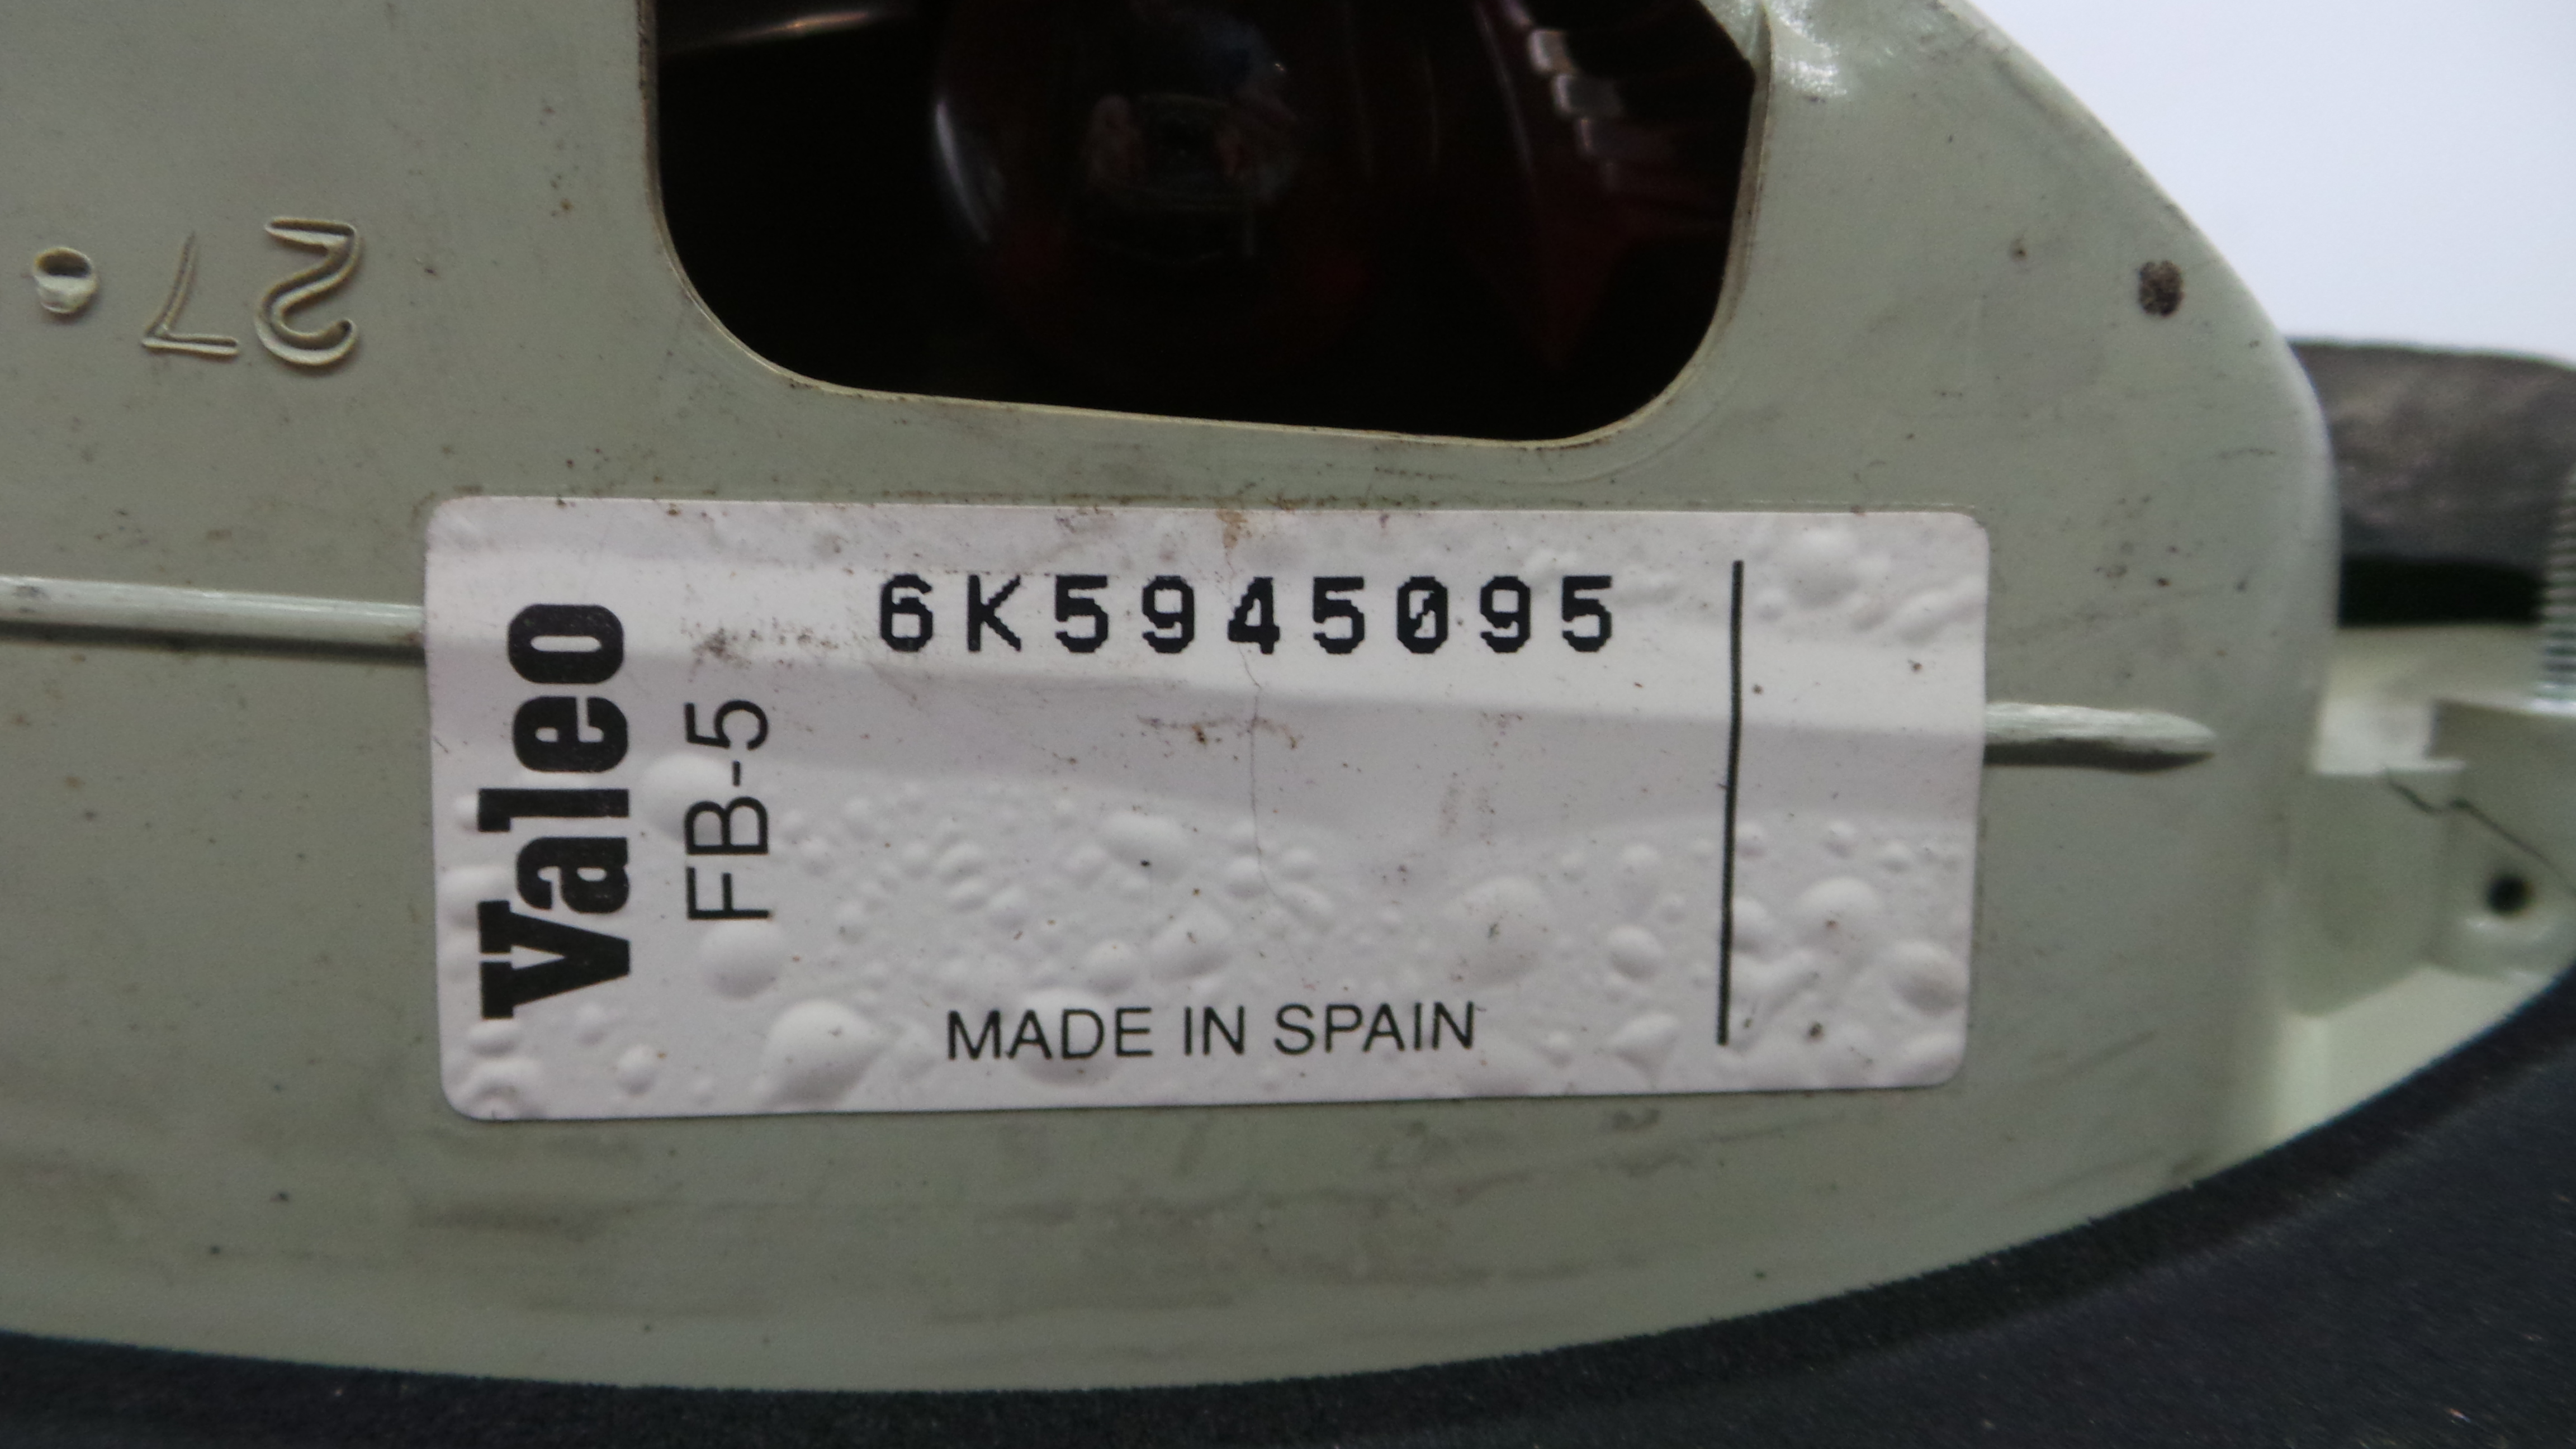 27.
Valeo
FB-5
6K5945095
MADE IN SPAIN